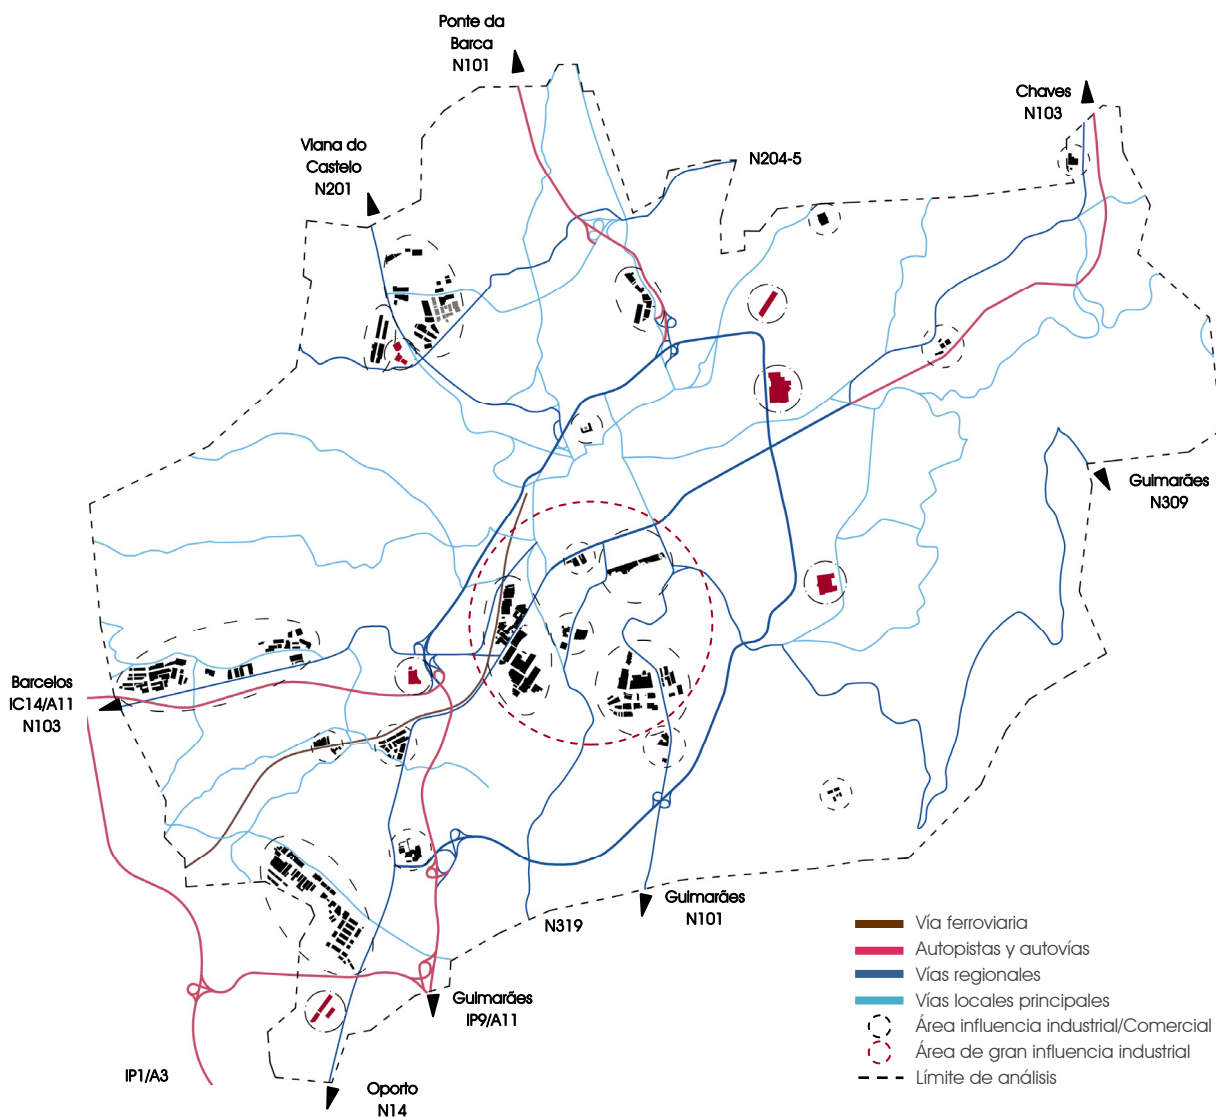 Ponte da
Barca
N101
Chaves
N103
Viana do
Castelo
N201
N204-5
Guimarães
N309
Barcelos
IC14/A11
N103
Guimarães
N101
N319
Guimarães
IP9/A11
IP1/A3
Oporto
N14
Vía ferroviaria
Autopistas y autovías
Vías regionales
Vías locales principales
Área influencia industrial/Comercial
Área de gran influencia industrial
Límite de análisis